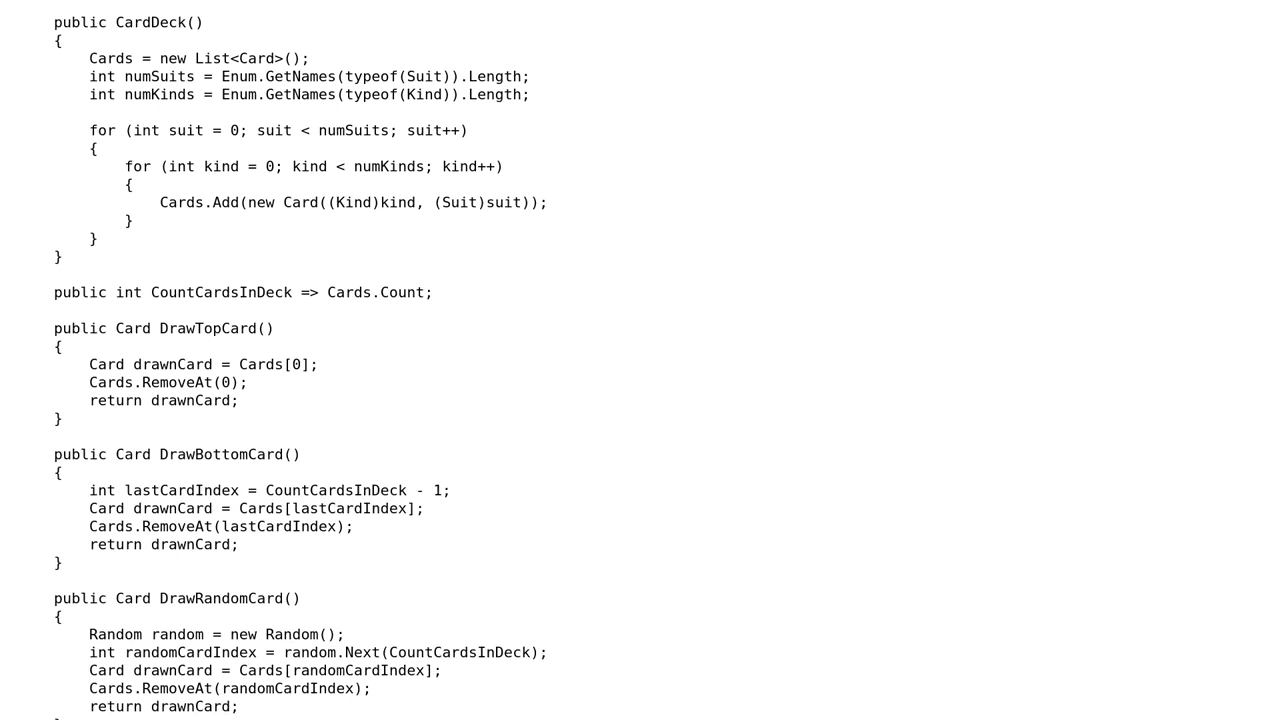 public CardDeck()
{
    Cards = new List<Card>();
    int numSuits = Enum.GetNames(typeof(Suit)).Length;
    int numKinds = Enum.GetNames(typeof(Kind)).Length;

    for (int suit = 0; suit < numSuits; suit++)
    {
        for (int kind = 0; kind < numKinds; kind++)
        {
            Cards.Add(new Card((Kind)kind, (Suit)suit));
        }
    }
}

public int CountCardsInDeck => Cards.Count;

public Card DrawTopCard()
{
    Card drawnCard = Cards[0];
    Cards.RemoveAt(0);
    return drawnCard;
}

public Card DrawBottomCard()
{
    int lastCardIndex = CountCardsInDeck - 1;
    Card drawnCard = Cards[lastCardIndex];
    Cards.RemoveAt(lastCardIndex);
    return drawnCard;
}

public Card DrawRandomCard()
{
    Random random = new Random();
    int randomCardIndex = random.Next(CountCardsInDeck);
    Card drawnCard = Cards[randomCardIndex];
    Cards.RemoveAt(randomCardIndex);
    return drawnCard;